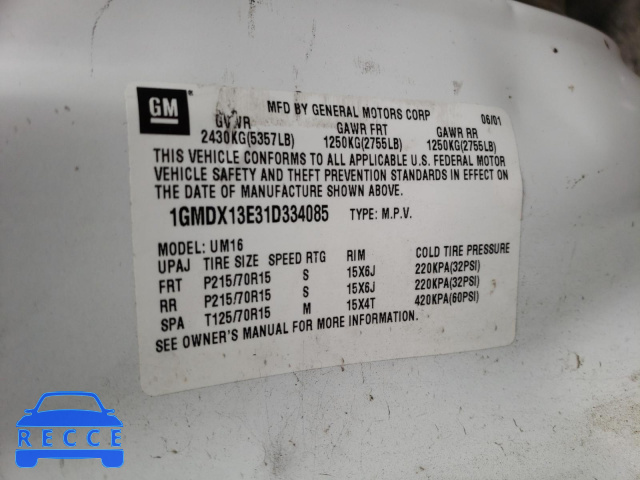 GM
MFD BY GENERAL MOTORS CORP 06/01
GVWR GAWR FRT GAWR RR
2430KG(5357LB) 1250KG(2755LB) 1250KG(2755LB)
THIS VEHICLE CONFORMS TO ALL APPLICABLE U.S. FEDERAL MOTOR
VEHICLE SAFETY AND THEFT PREVENTION STANDARDS IN EFFECT ON
THE DATE OF MANUFACTURE SHOWN ABOVE.
1GMDX13E31D334085 TYPE: M.P.V.
MODEL: UM16
UPAJ TIRE SIZE SPEED RTG RIM COLD TIRE PRESSURE
FRT P215/70R15 S 15X6J 220KPA(32PSI)
RR P215/70R15 S 15X6J 220KPA(32PSI)
SPA T125/70R15 M 15X4T 420KPA(60PSI)
SEE OWNER'S MANUAL FOR MORE INFORMATION.
RECCE